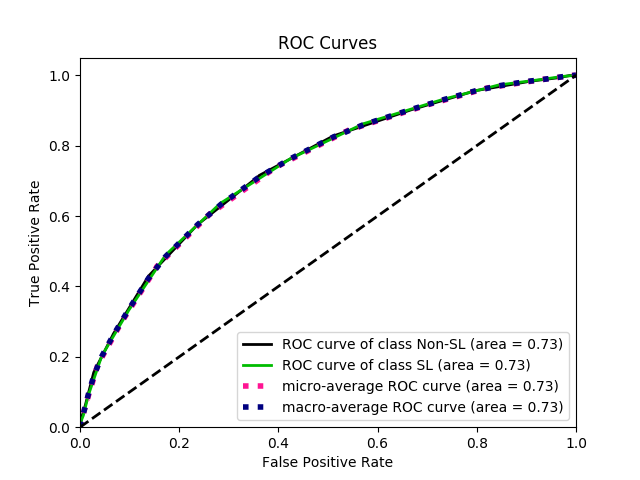 ROC Curves
True Positive Rate
1.0
0.8
0.6
0.4
0.2
0.0
ROC curve of class Non-SL (area = 0.73)
ROC curve of class SL (area = 0.73)
micro-average ROC curve (area = 0.73)
macro-average ROC curve (area = 0.73)
0.0 0.2 0.4 0.6 0.8 1.0
False Positive Rate